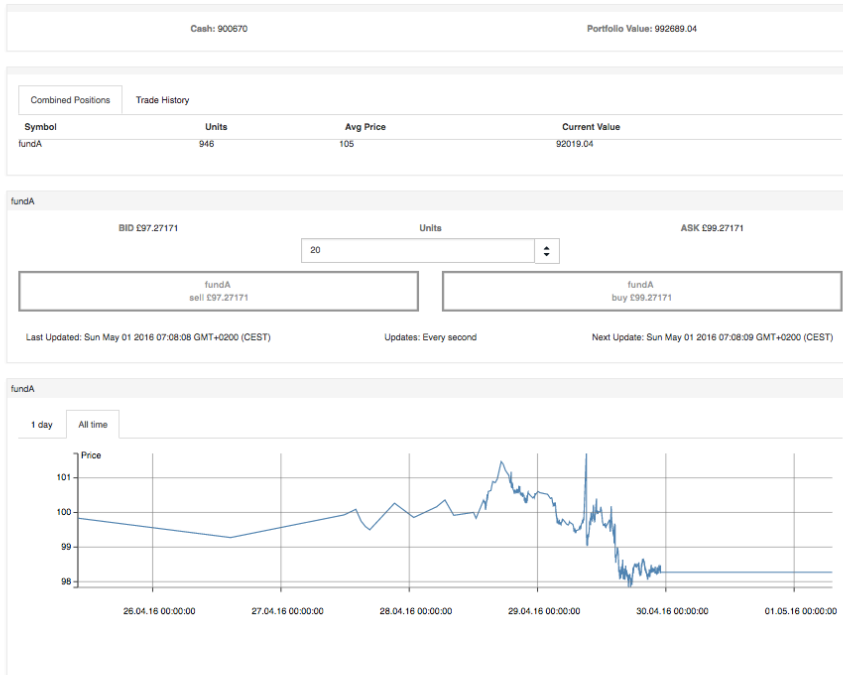 Cash: 900670 Portfolio Value: 992689.04
Combined Positions Trade History
Symbol Units Avg Price Current Value
fundA 946 105 92019.04
fundA
BID £97.27171 Units ASK £99.27171
20
fundA fundA
sell £97.27171 buy £99.27171
Last Updated: Sun May 01 2016 07:08:08 GMT+0200 (CEST) Updates: Every second Next Update: Sun May 01 2016 07:08:09 GMT+0200 (CEST)
fundA
1 day All time
Price
101
100
99
98
26.04.16 00:00:00 27.04.16 00:00:00 28.04.16 00:00:00 29.04.16 00:00:00 30.04.16 00:00:00 01.05.16 00:00:00